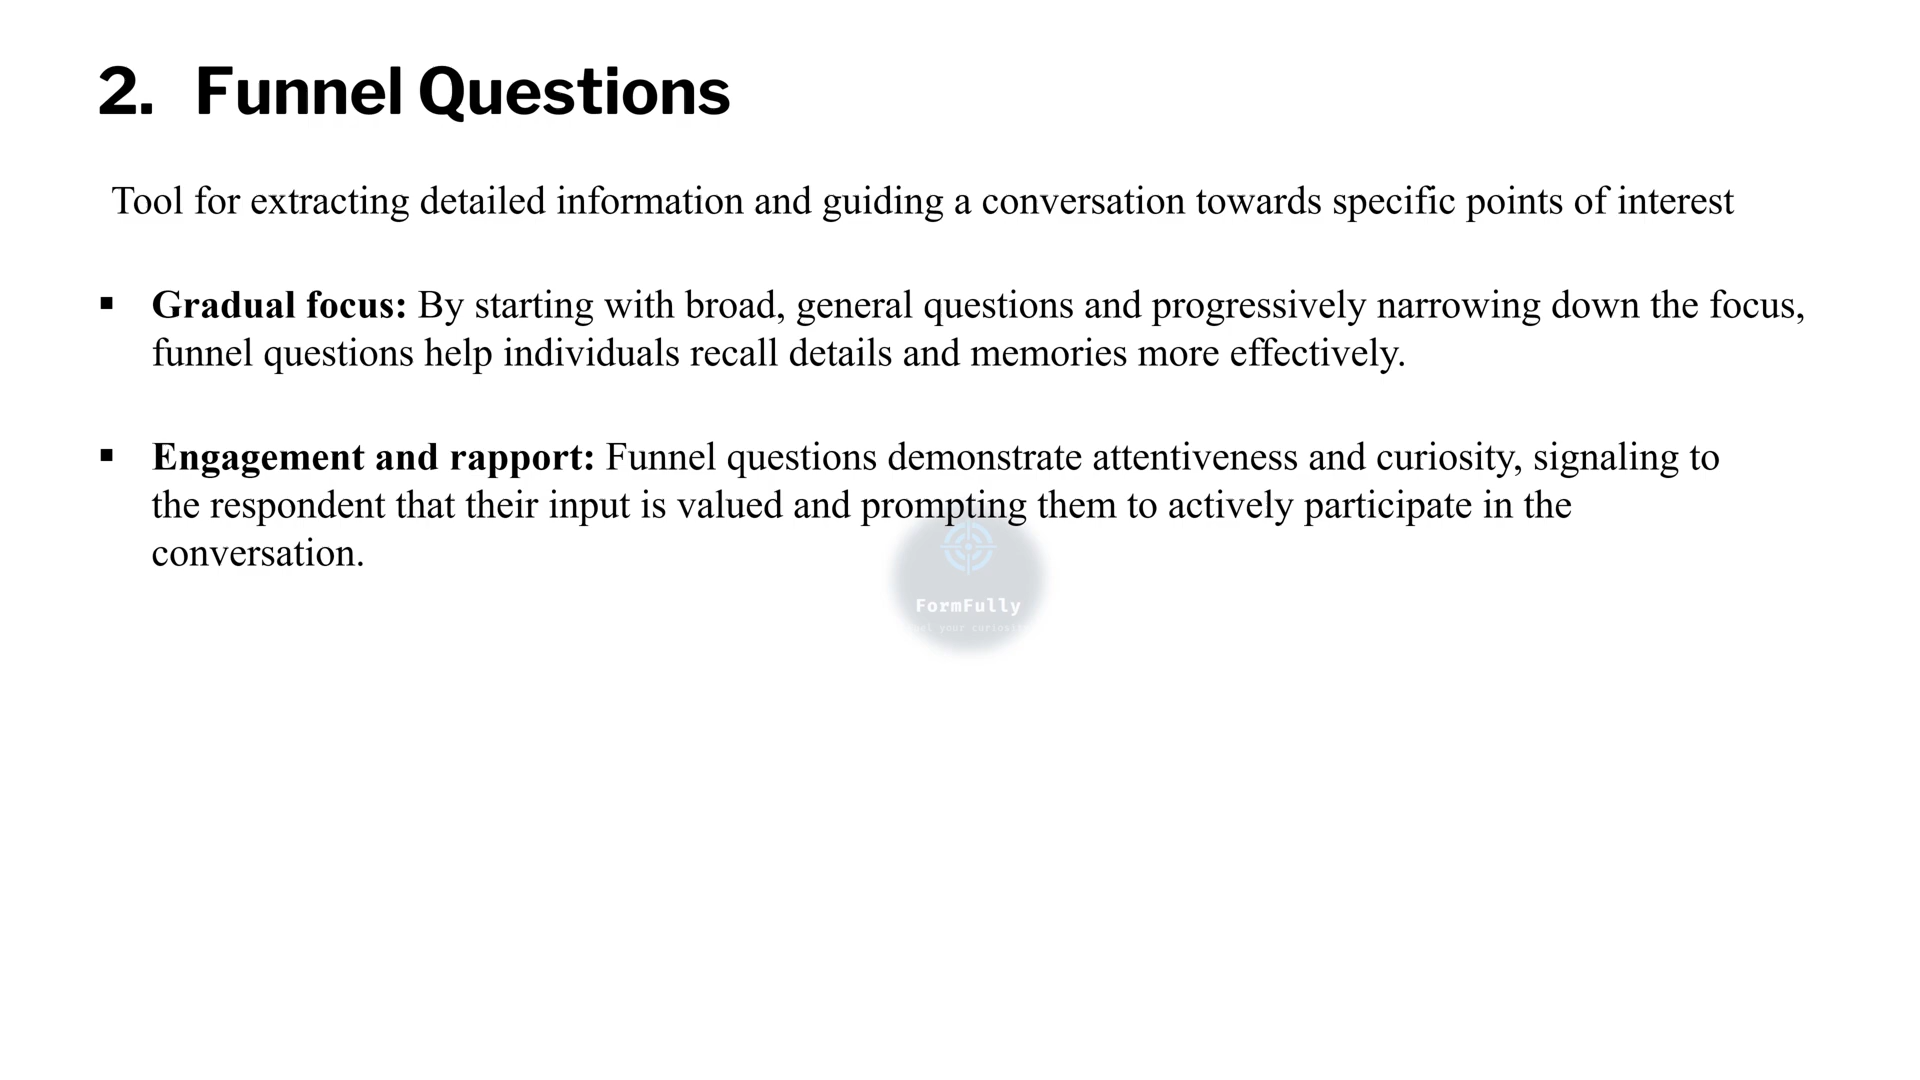 2. Funnel Questions
Tool for extracting detailed information and guiding a conversation towards specific points of interest
▪ Gradual focus: By starting with broad, general questions and progressively narrowing down the focus,
funnel questions help individuals recall details and memories more effectively.
▪ Engagement and rapport: Funnel questions demonstrate attentiveness and curiosity, signaling to
the respondent that their input is valued and prompting them to actively participate in the
conversation.
FormFully
your